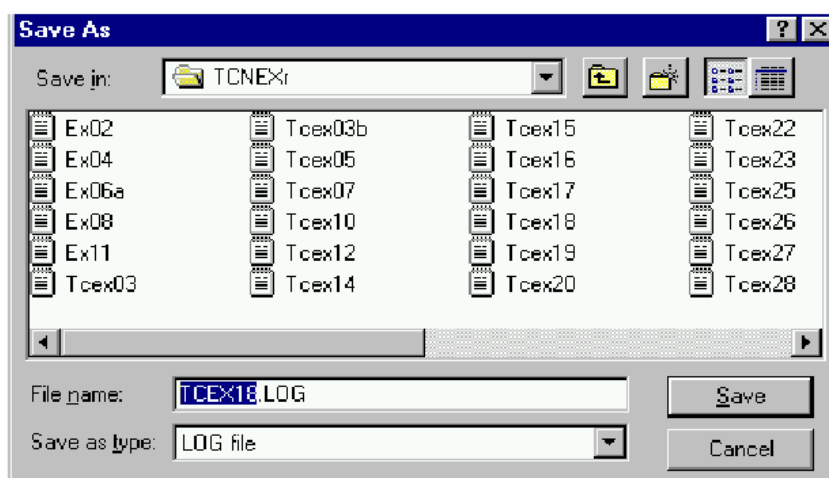 Save As
Save in: TCNEXr
Ex02 Tcex03b Tcex15 Tcex22
Ex04 Tcex05 Tcex16 Tcex23
Ex06a Tcex07 Tcex17 Tcex25
Ex08 Tcex10 Tcex18 Tcex26
Ex11 Tcex12 Tcex19 Tcex27
Tcex03 Tcex14 Tcex20 Tcex28
File name: TCEX18.LOG Save
Save as type: LOG file Cancel